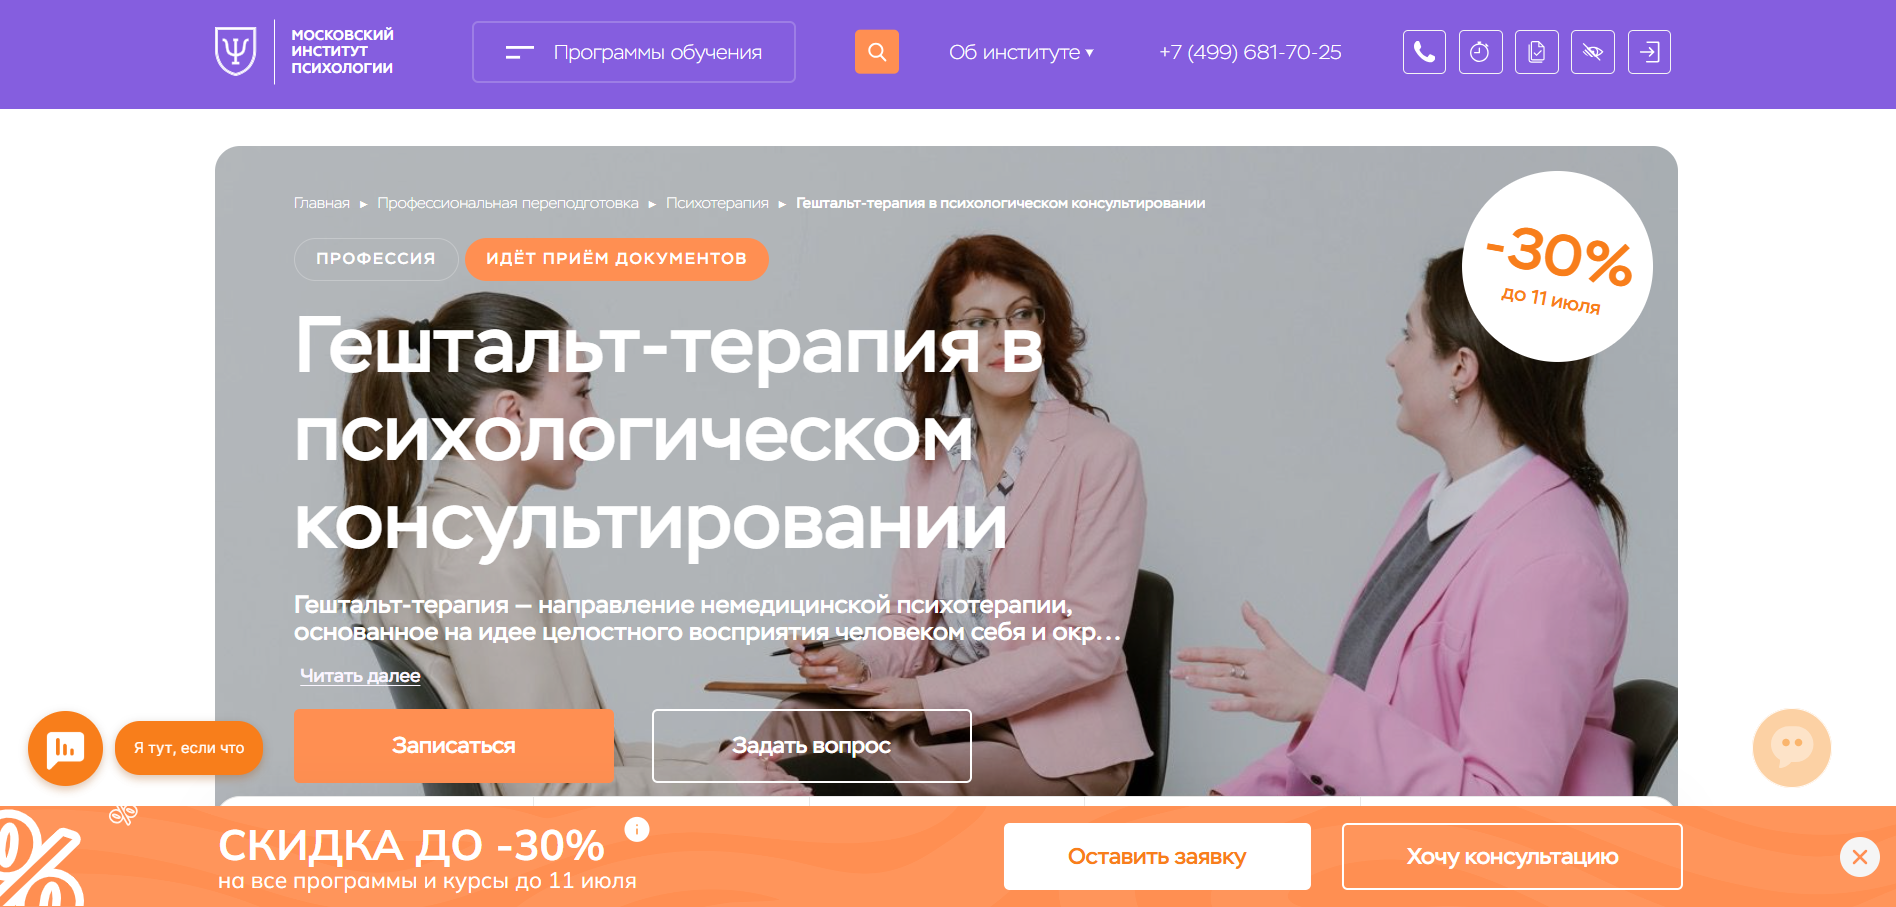 МОСКОВСКИЙ
ИНСТИТУТ
ПСИХОЛОГИИ
Программы обучения
Об институте ▾
+7 (499) 681-70-25
Главная ▸ Профессиональная переподготовка ▸ Психотерапия ▸ Гештальт-терапия в психологическом консультировании
ПРОФЕССИЯ
ИДЁТ ПРИЁМ ДОКУМЕНТОВ
-30%
до 11 июля
Гештальт-терапия в
психологическом
консультировании
Гештальт-терапия — направление немедицинской психотерапии,
основанное на идее целостного восприятия человеком себя и окр...
Читать далее
Записаться
Задать вопрос
Я тут, если что
СКИДКА ДО -30%
на все программы и курсы до 11 июля
Оставить заявку
Хочу консультацию